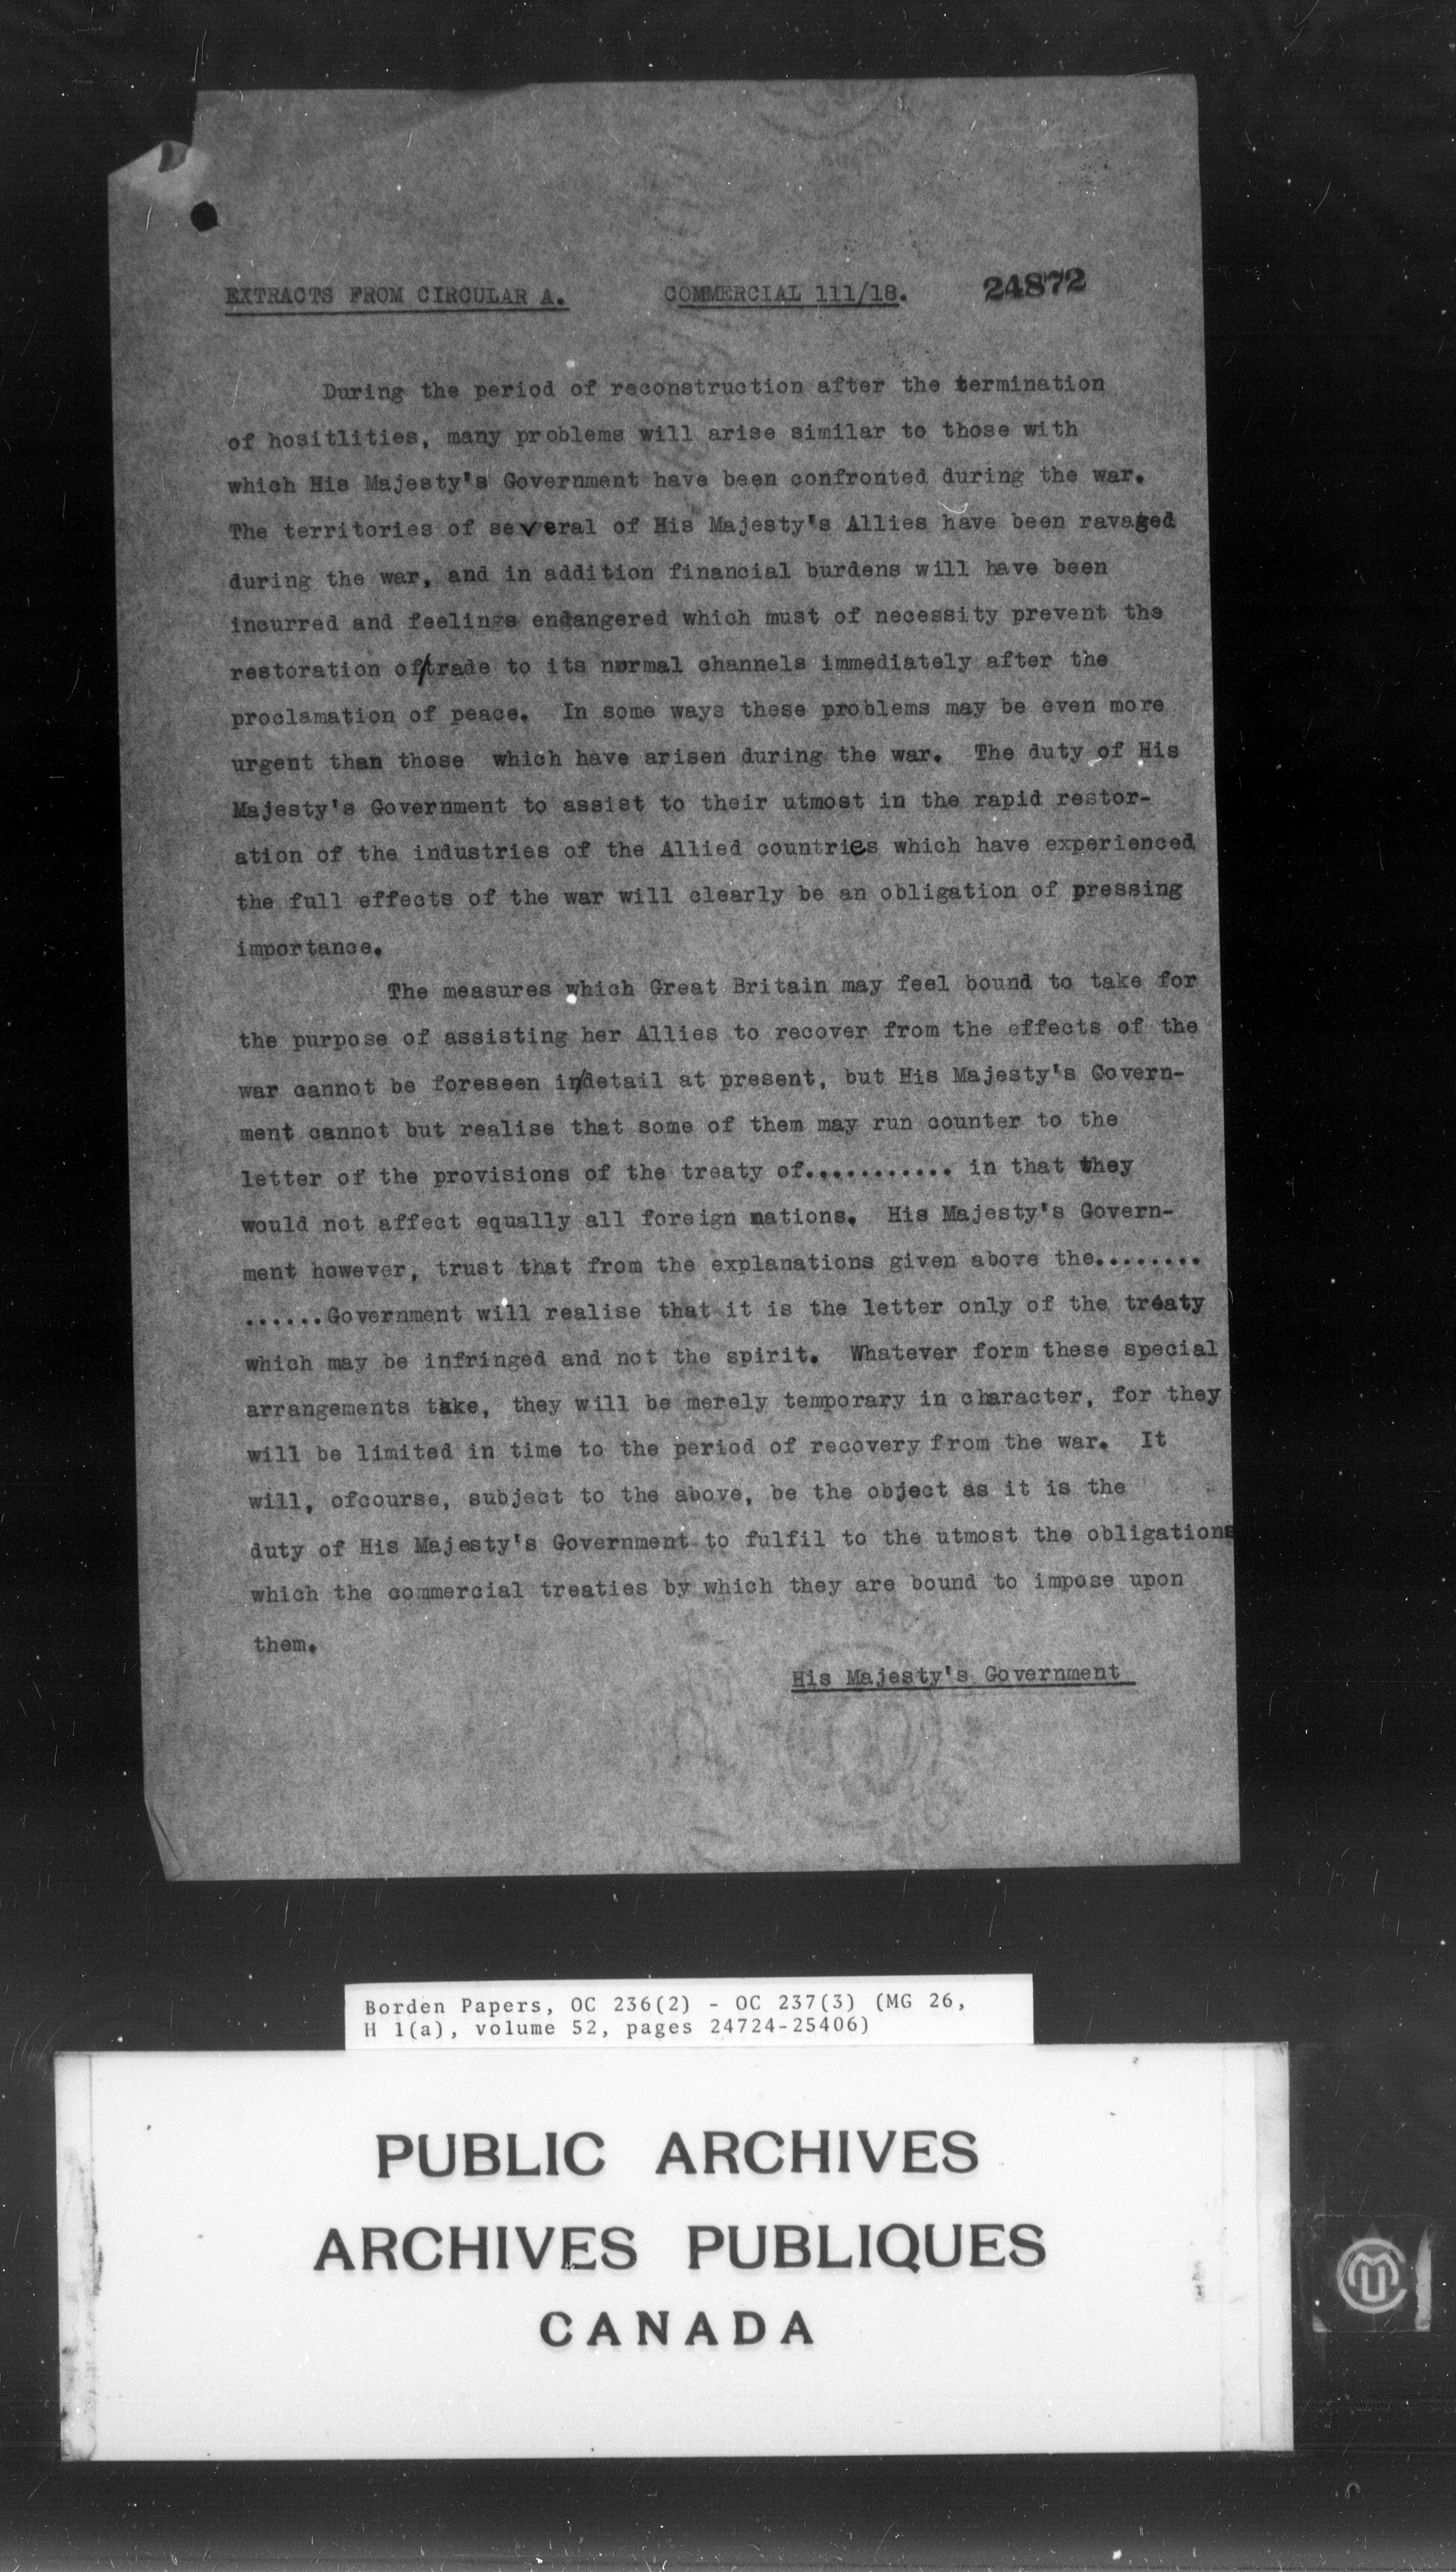 EXTRACTS FROM CIRCULAR A. COMMERCIAL 111/18. 24872
During the period of reconstruction after the termination
of hositlities, many problems will arise similar to those with
which His Majesty's Government have been confronted during the war.
The territories of several of His Majesty's Allies have been ravaged
during the war, and in addition financial burdens will have been
incurred and feelings endangered which must of necessity prevent the
restoration of/trade to its normal channels immediately after the
proclamation of peace. In some ways these problems may be even more
urgent than those which have arisen during the war. The duty of His
Majesty's Government to assist to their utmost in the rapid restor-
ation of the industries of the Allied countries which have experienced
the full effects of the war will clearly be an obligation of pressing
importance.
The measures which Great Britain may feel bound to take for
the purpose of assisting her Allies to recover from the effects of the
war cannot be foreseen in/detail at present, but His Majesty's Govern-
ment cannot but realise that some of them may run counter to the
letter of the provisions of the treaty of............ in that they
would not affect equally all foreign nations. His Majesty's Govern-
ment however, trust that from the explanations given above the........
......Government will realise that it is the letter only of the treaty
which may be infringed and not the spirit. Whatever form these special
arrangements take, they will be merely temporary in character, for they
will be limited in time to the period of recovery from the war. It
will, ofcourse, subject to the above, be the object as it is the
duty of His Majesty's Government to fulfil to the utmost the obligations
which the commercial treaties by which they are bound to impose upon
them.
His Majesty's Government
Borden Papers, OC 236(2) - OC 237(3) (MG 26,
H 1(a), volume 52, pages 24724-25406)
PUBLIC ARCHIVES
ARCHIVES PUBLIQUES
CANADA